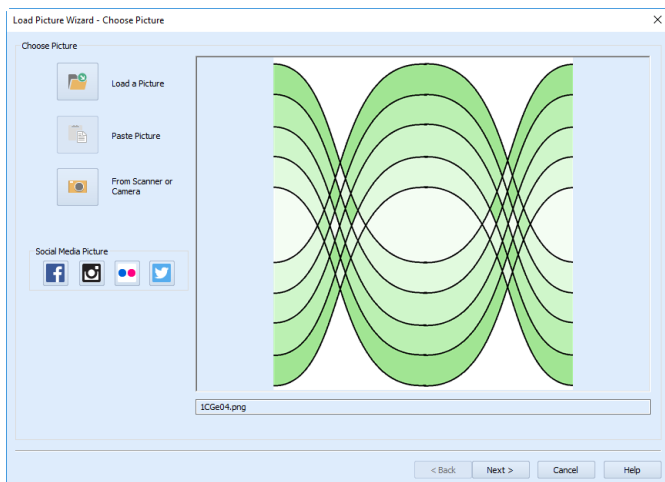 Load Picture Wizard - Choose Picture
Choose Picture
Load a Picture
Paste Picture
From Scanner or
Camera
Social Media Picture
1CGe04.png
< Back Next > Cancel Help